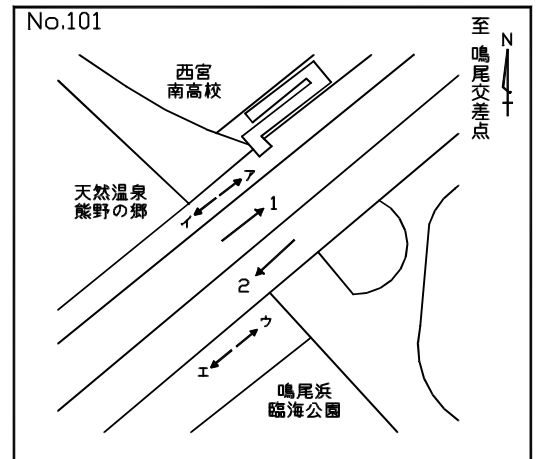 No.101
至
鳴尾交差点
N
西宮
南高校
天然温泉
熊野の郷
ア
イ
1
2
ウ
エ
鳴尾浜
臨海公園